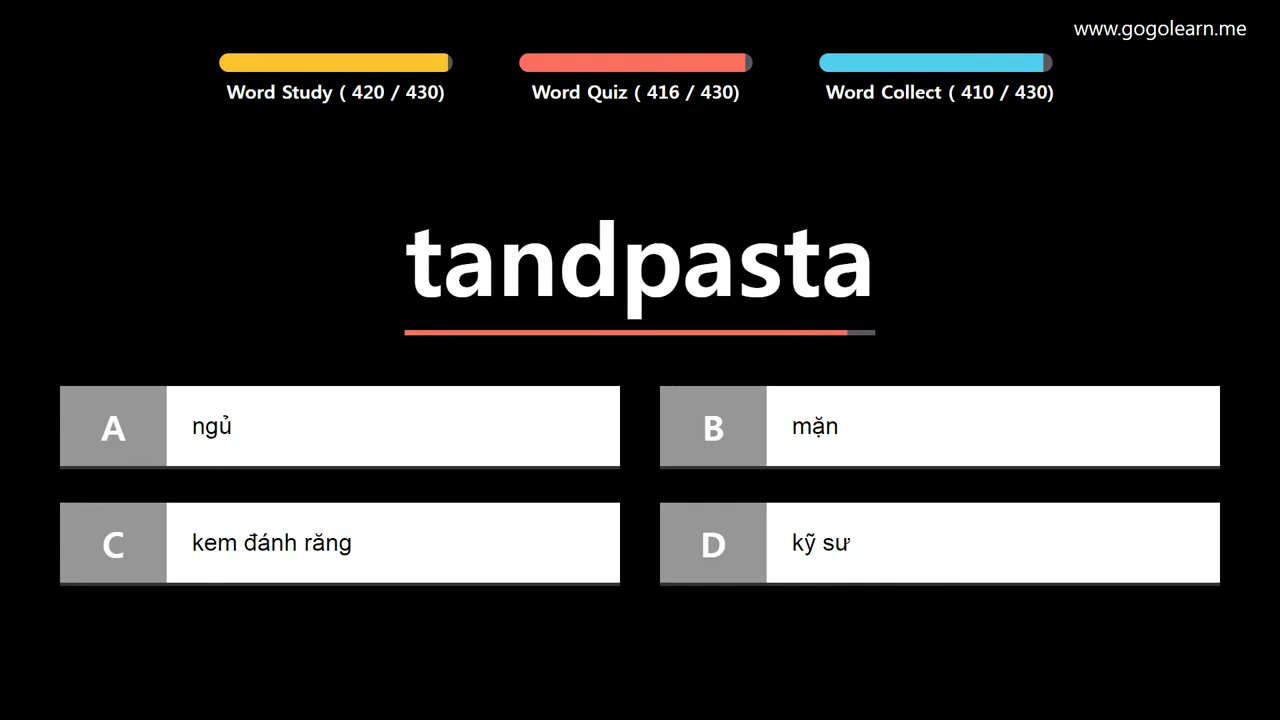 www.gogolearn.me
Word Study ( 420 / 430)
Word Quiz ( 416 / 430)
Word Collect ( 410 / 430)
tandpasta
A ngủ
B mặn
C kem đánh răng
D kỹ sư